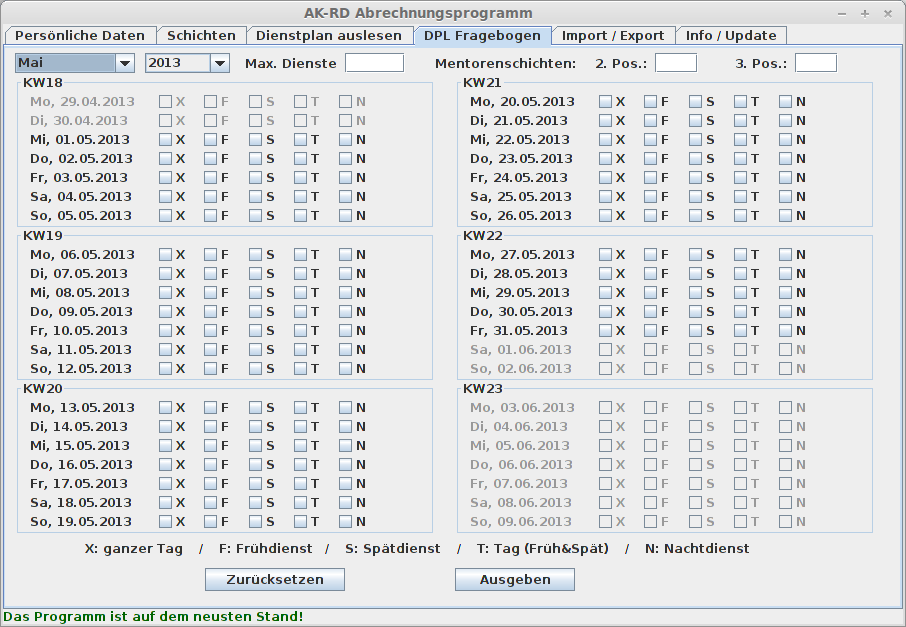 AK-RD Abrechnungsprogramm
Persönliche Daten Schichten Dienstplan auslesen DPL Fragebogen Import / Export Info / Update
Mai 2013 Max. Dienste Mentorenschichten: 2. Pos.: 3. Pos.:
KW18
Mo, 29.04.2013 X F S T N
Di, 30.04.2013 X F S T N
Mi, 01.05.2013 X F S T N
Do, 02.05.2013 X F S T N
Fr, 03.05.2013 X F S T N
Sa, 04.05.2013 X F S T N
So, 05.05.2013 X F S T N
KW19
Mo, 06.05.2013 X F S T N
Di, 07.05.2013 X F S T N
Mi, 08.05.2013 X F S T N
Do, 09.05.2013 X F S T N
Fr, 10.05.2013 X F S T N
Sa, 11.05.2013 X F S T N
So, 12.05.2013 X F S T N
KW20
Mo, 13.05.2013 X F S T N
Di, 14.05.2013 X F S T N
Mi, 15.05.2013 X F S T N
Do, 16.05.2013 X F S T N
Fr, 17.05.2013 X F S T N
Sa, 18.05.2013 X F S T N
So, 19.05.2013 X F S T N
KW21
Mo, 20.05.2013 X F S T N
Di, 21.05.2013 X F S T N
Mi, 22.05.2013 X F S T N
Do, 23.05.2013 X F S T N
Fr, 24.05.2013 X F S T N
Sa, 25.05.2013 X F S T N
So, 26.05.2013 X F S T N
KW22
Mo, 27.05.2013 X F S T N
Di, 28.05.2013 X F S T N
Mi, 29.05.2013 X F S T N
Do, 30.05.2013 X F S T N
Fr, 31.05.2013 X F S T N
Sa, 01.06.2013 X F S T N
So, 02.06.2013 X F S T N
KW23
Mo, 03.06.2013 X F S T N
Di, 04.06.2013 X F S T N
Mi, 05.06.2013 X F S T N
Do, 06.06.2013 X F S T N
Fr, 07.06.2013 X F S T N
Sa, 08.06.2013 X F S T N
So, 09.06.2013 X F S T N
X: ganzer Tag / F: Frühdienst / S: Spätdienst / T: Tag (Früh&Spät) / N: Nachtdienst
Zurücksetzen Ausgeben
Das Programm ist auf dem neusten Stand!